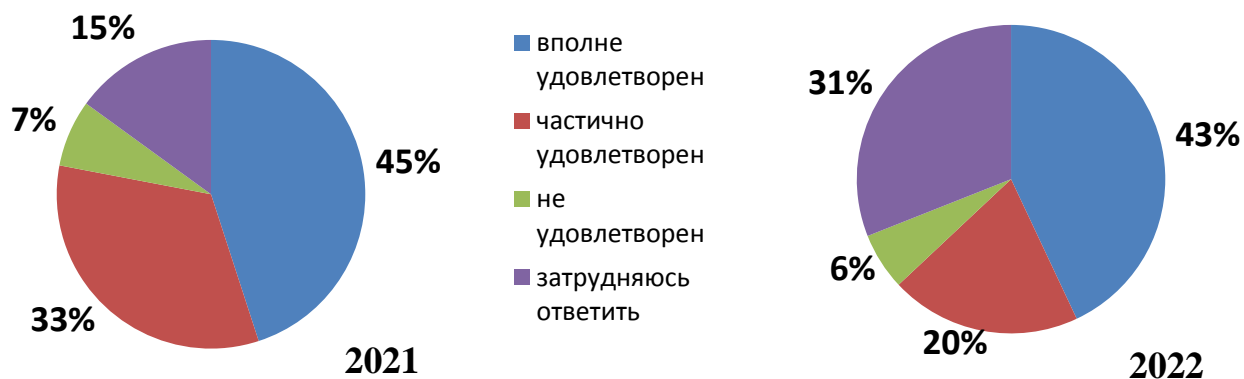 15%
7%
45%
33%
2021
вполне
удовлетворен
частично
удовлетворен
не
удовлетворен
затрудняюсь
ответить
31%
43%
6%
20%
2022